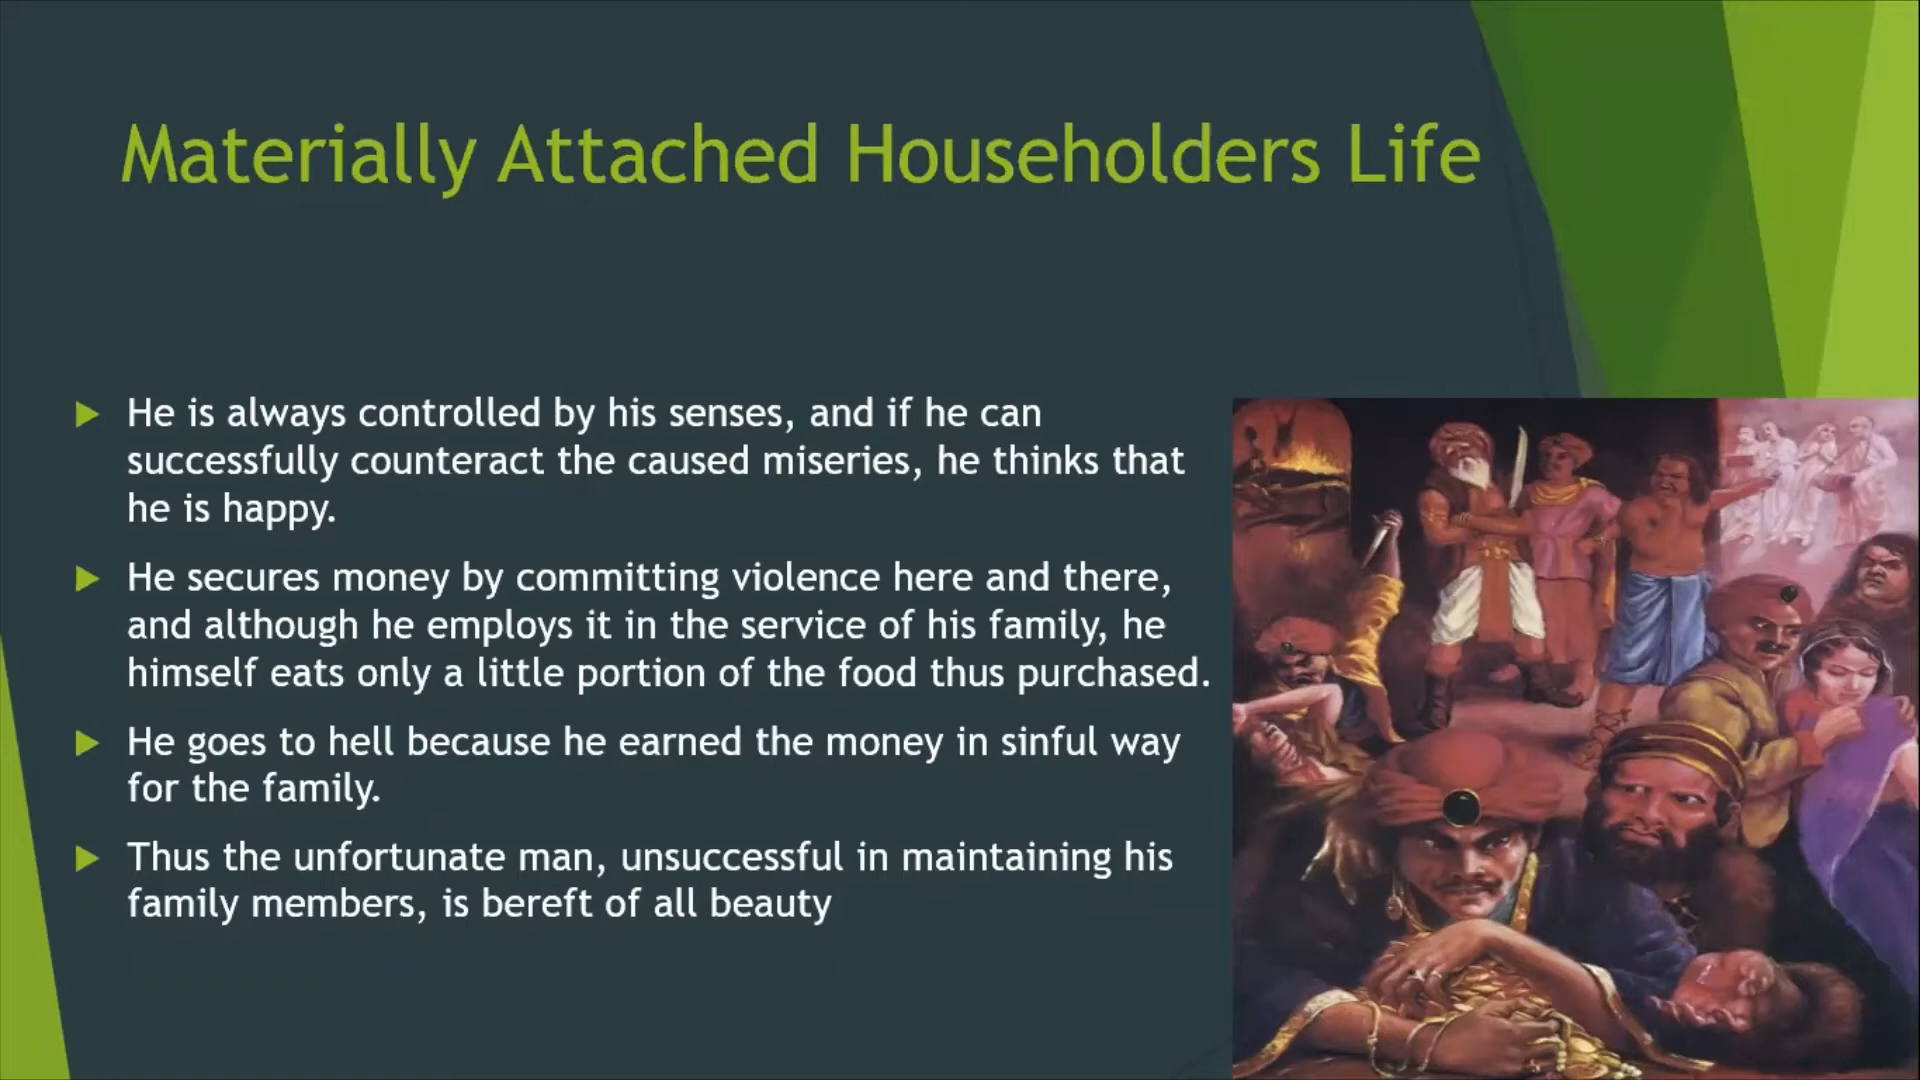 Materially Attached Householders Life
He is always controlled by his senses, and if he can
successfully counteract the caused miseries, he thinks that
he is happy.
He secures money by committing violence here and there,
and although he employs it in the service of his family, he
himself eats only a little portion of the food thus purchased.
He goes to hell because he earned the money in sinful way
for the family.
Thus the unfortunate man, unsuccessful in maintaining his
family members, is bereft of all beauty